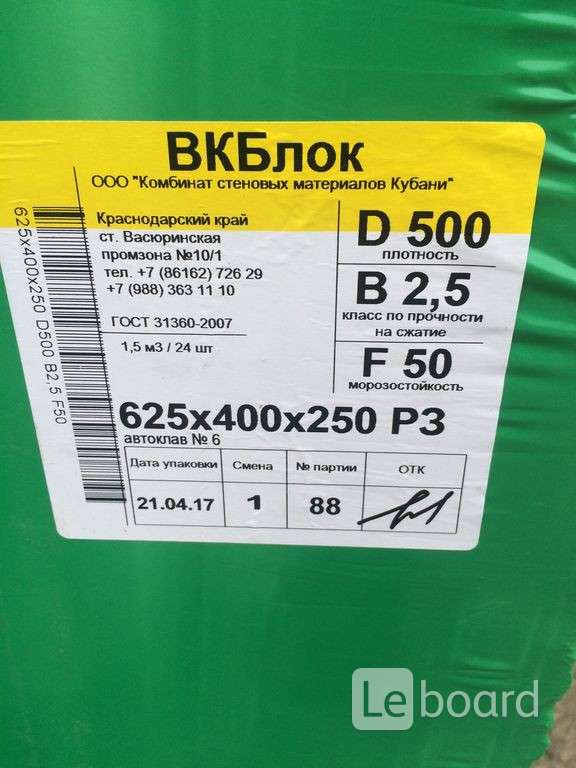 ВКБлок
ООО "Комбинат стеновых материалов Кубани"
Краснодарский край
ст. Васюринская
промзона №10/1
тел. +7 (86162) 726 29
+7 (988) 363 11 10
ГОСТ 31360-2007
1,5 м3 / 24 шт
D 500
плотность
В 2,5
класс по прочности
на сжатие
F 50
морозостойкость
625x400x250 D500 B2.5 F50
625x400x250 РЗ
автоклав № 6
Дата упаковки Смена № партии ОТК
21.04.17 1 88
Leboard